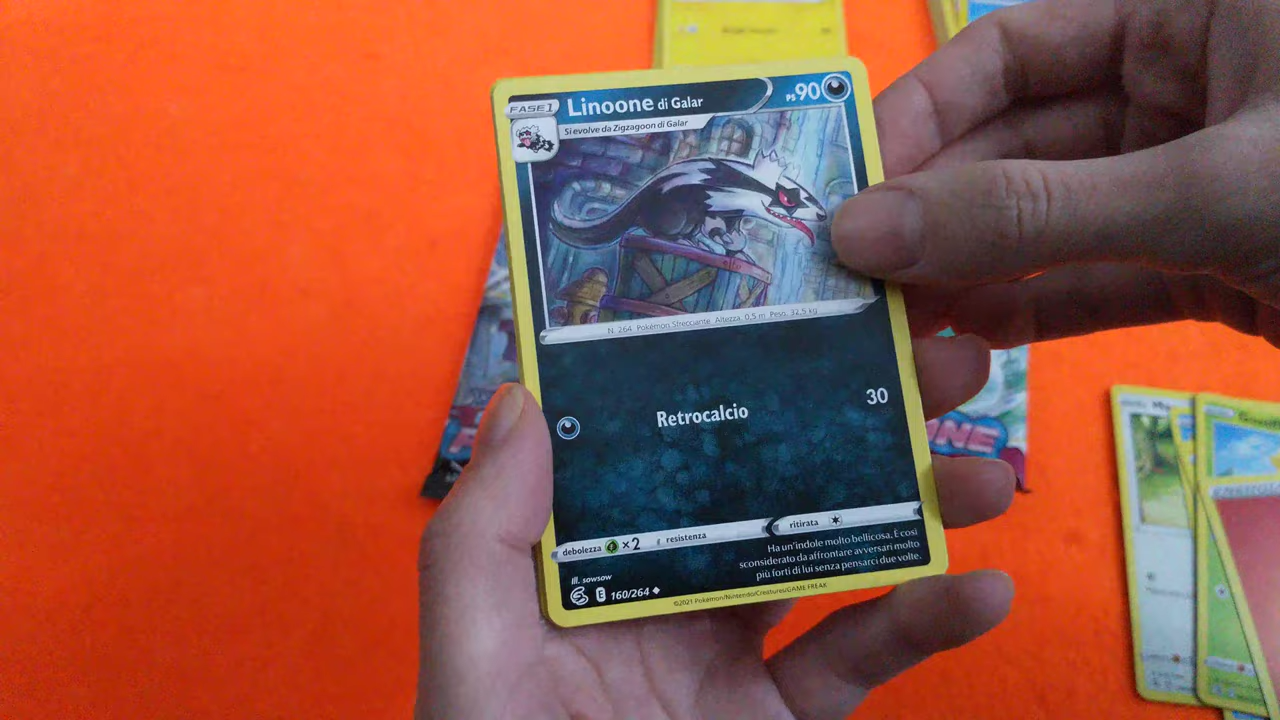 FASE 1
Linoone di Galar
PS 90
Si evolve da Zigzagoon di Galar
N. 264 Pokémon Sfrecciante Altezza: 0,5 m Peso: 32,5 kg
Retrocalcio 30
debolezza ×2 resistenza
ritirata
Ha un'indole molto bellicosa. È così
sconsiderato da affrontare avversari molto
più forti di lui senza pensarci due volte.
Ill. sowsow
E 160/264
©2021 Pokémon/Nintendo/Creatures/GAME FREAK